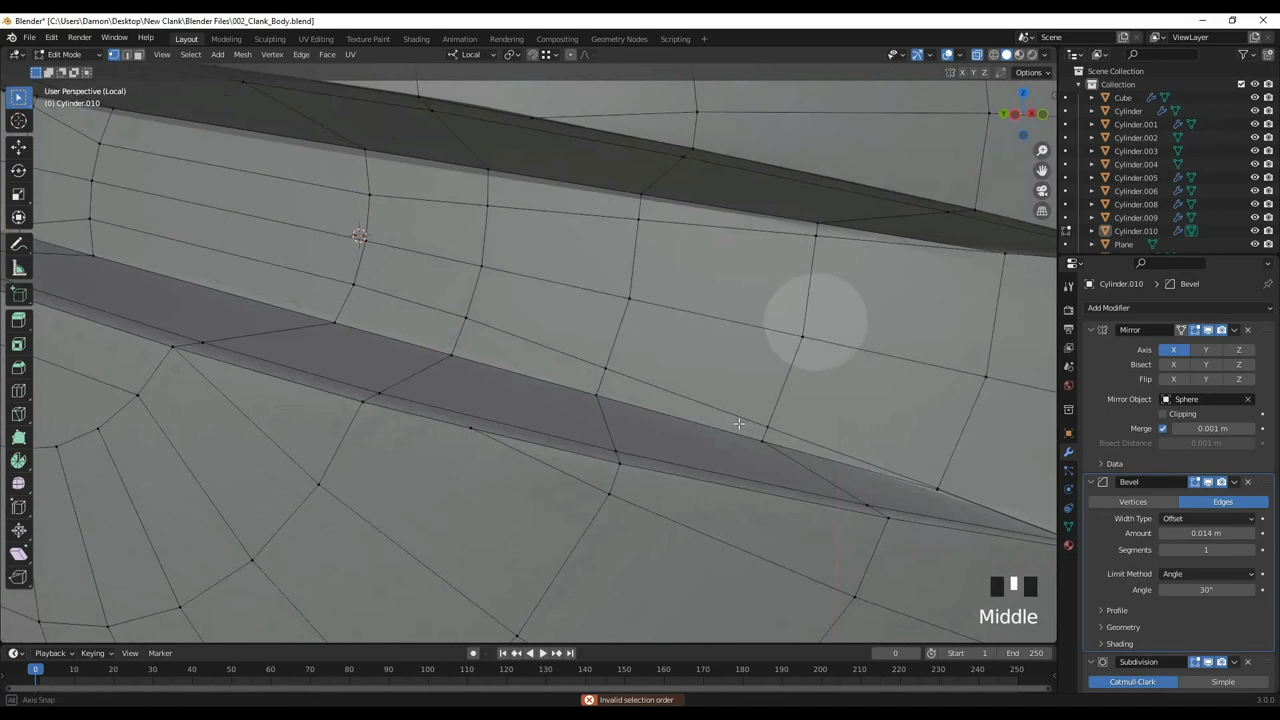 Blender* [C:\Users\Damon\Desktop\New Clank\Blender Files\002_Clank_Body.blend]
File Edit Render Window Help Layout Modeling Sculpting UV Editing Texture Paint Shading Animation Rendering Compositing Geometry Nodes Scripting + Scene ViewLayer
Edit Mode View Select Add Mesh Vertex Edge Face UV Local
X Y Z Options
User Perspective (Local)
(0) Cylinder.010
Z
Y X
Scene Collection
Collection
Cube
Cylinder
Cylinder.001
Cylinder.002
Cylinder.003
Cylinder.004
Cylinder.005
Cylinder.006
Cylinder.008
Cylinder.009
Cylinder.010
Plane
Cylinder.010 > Bevel
Add Modifier
Mirror
Axis X Y Z
Bisect X Y Z
Flip X Y Z
Mirror Object Sphere
Clipping
Merge 0.001 m
Bisect Distance 0.001 m
Data
Bevel
Vertices Edges
Width Type Offset
Amount 0.014 m
Segments 1
Limit Method Angle
Angle 30°
Profile
Geometry
Shading
Subdivision
Catmull-Clark Simple
Middle
Playback Keying View Marker 0 Start 1 End 250
0 10 20 30 40 50 60 70 80 90 100 110 120 130 140 150 160 170 180 190 200 210 220 230 240 250
Axis Snap Invalid selection order 3.0.0